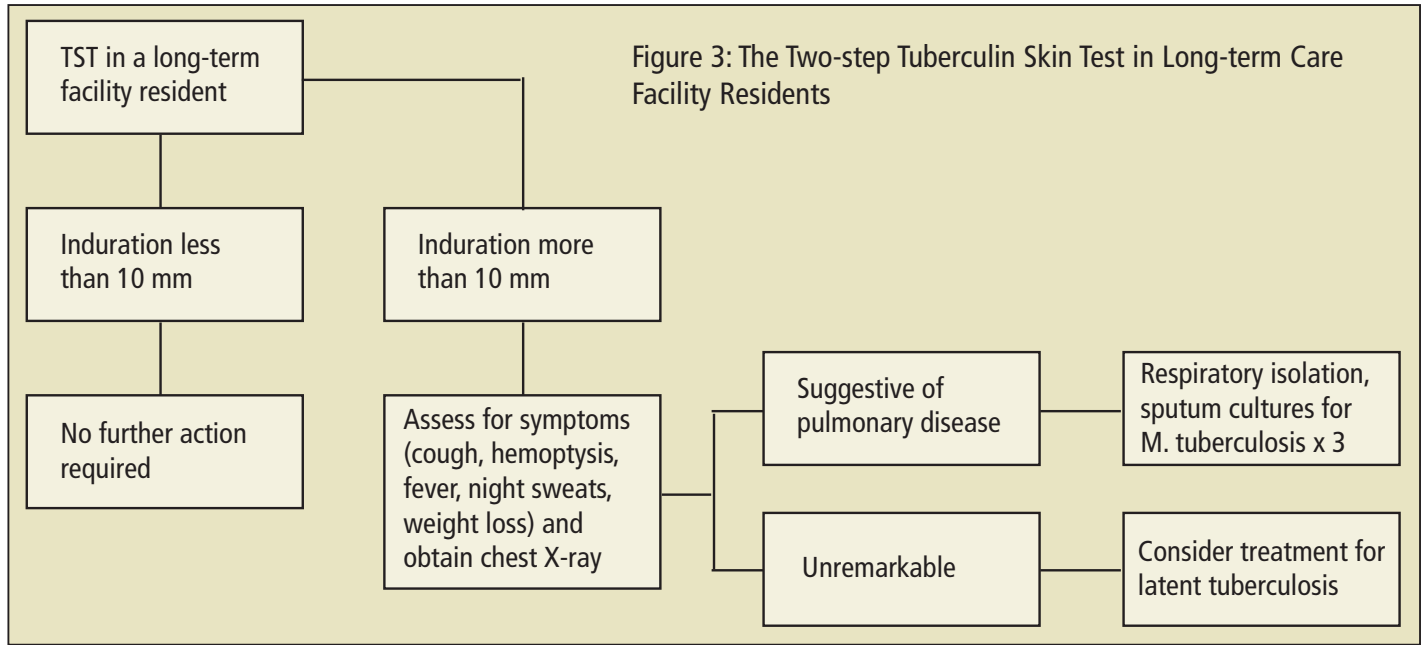 Figure 3: The Two-step Tuberculin Skin Test in Long-term Care
Facility Residents
TST in a long-term
facility resident
Induration less
than 10 mm
No further action
required
Induration more
than 10 mm
Assess for symptoms
(cough, hemoptysis,
fever, night sweats,
weight loss) and
obtain chest X-ray
Suggestive of
pulmonary disease
Respiratory isolation,
sputum cultures for
M. tuberculosis x 3
Unremarkable
Consider treatment for
latent tuberculosis